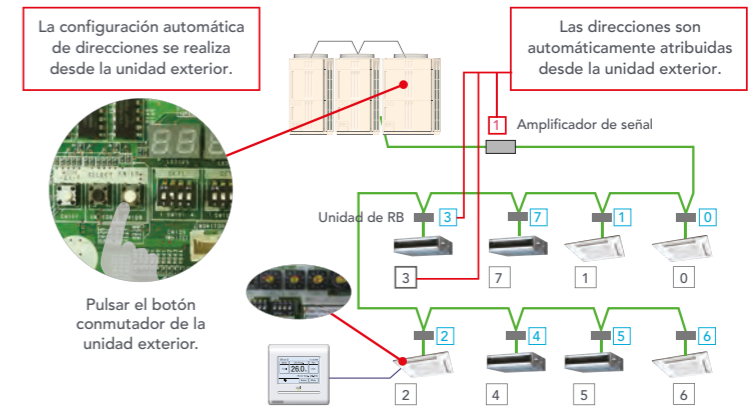 La configuración automática
de direcciones se realiza
desde la unidad exterior.
Las direcciones son
automáticamente atribuidas
desde la unidad exterior.
1
Amplificador de señal
Unidad de RB
3
7
1
0
3
7
1
0
Pulsar el botón
conmutador de la
unidad exterior.
2
4
5
6
26.0
2
4
5
6